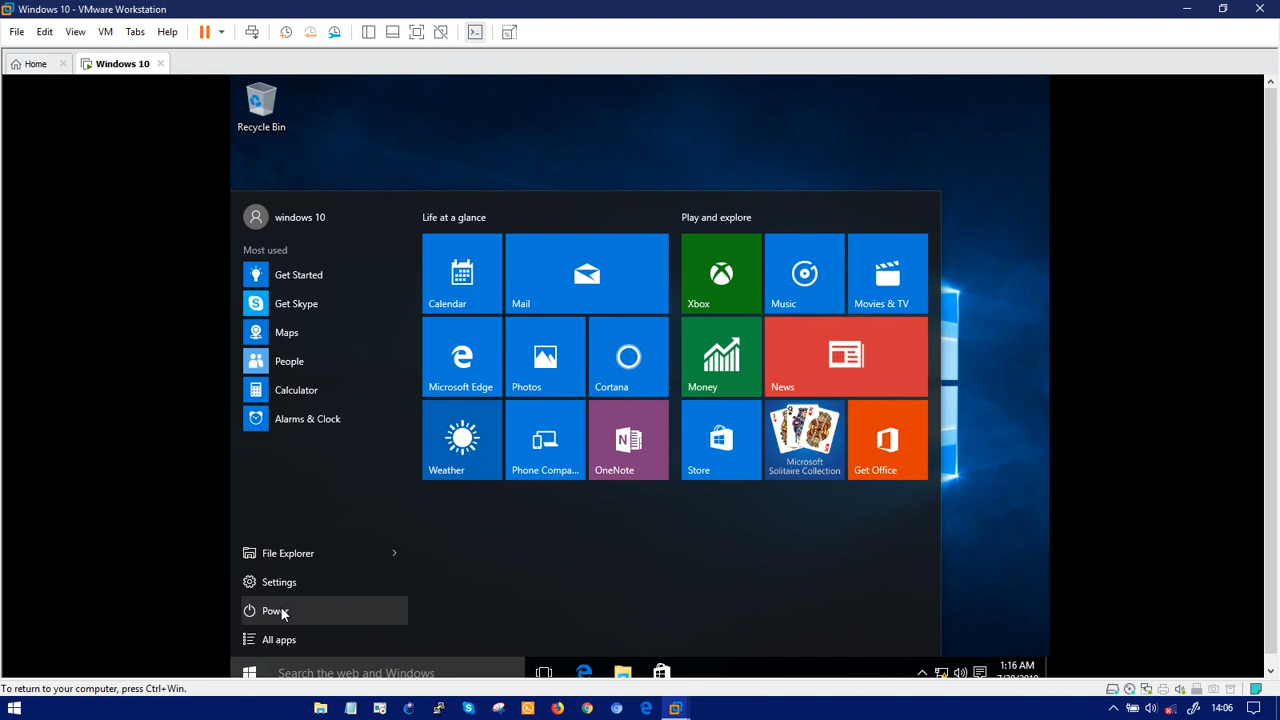 Windows 10 - VMware Workstation
File Edit View VM Tabs Help
Home Windows 10
Recycle Bin
windows 10
Most used
Get Started
Get Skype
Maps
People
Calculator
Alarms & Clock
File Explorer
Settings
Power
All apps
Life at a glance
Calendar
Mail
Microsoft Edge
Photos
Cortana
Weather
Phone Compa...
OneNote
Play and explore
Xbox
Music
Movies & TV
Money
News
Store
Microsoft
Solitaire Collection
Get Office
Search the web and Windows
1:16 AM
To return to your computer, press Ctrl+Win.
14:06